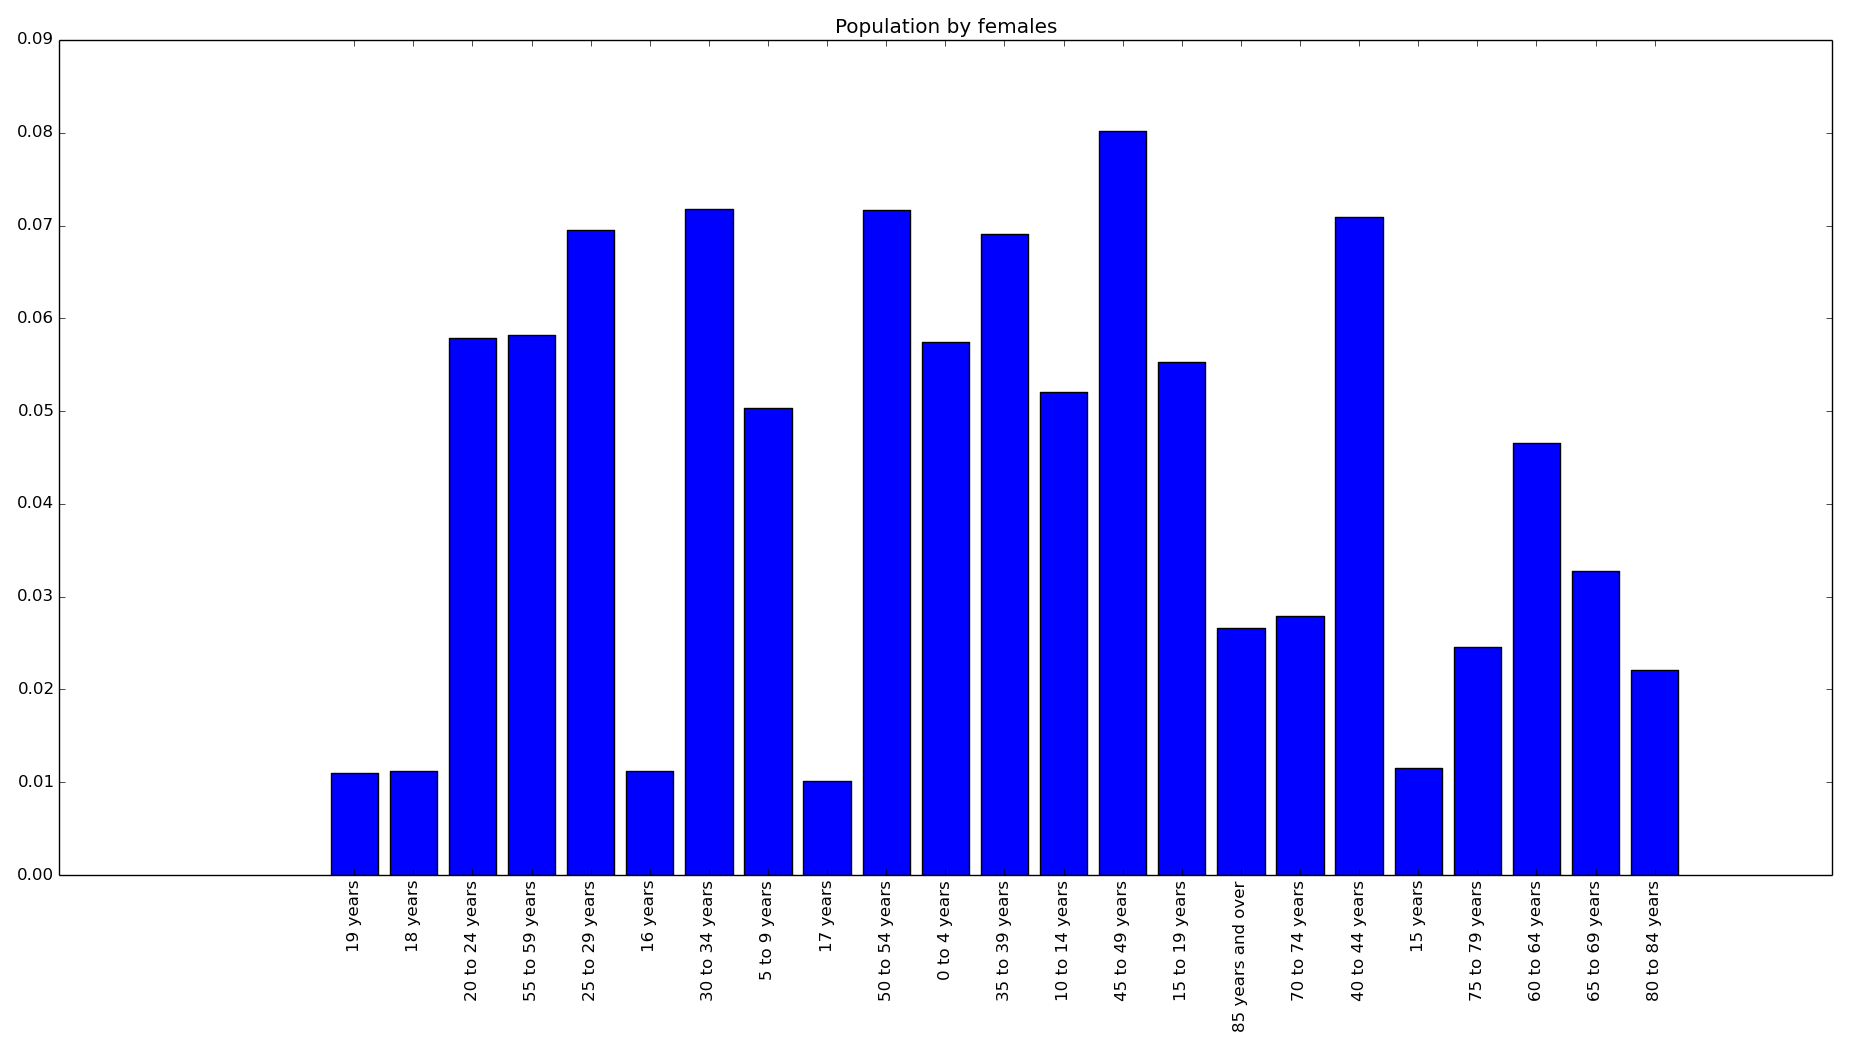 Population by females
0.09
0.08
0.07
0.06
0.05
0.04
0.03
0.02
0.01
0.00
19 years
18 years
20 to 24 years
55 to 59 years
25 to 29 years
16 years
30 to 34 years
5 to 9 years
17 years
50 to 54 years
0 to 4 years
35 to 39 years
10 to 14 years
45 to 49 years
15 to 19 years
85 years and over
70 to 74 years
40 to 44 years
15 years
75 to 79 years
60 to 64 years
65 to 69 years
80 to 84 years